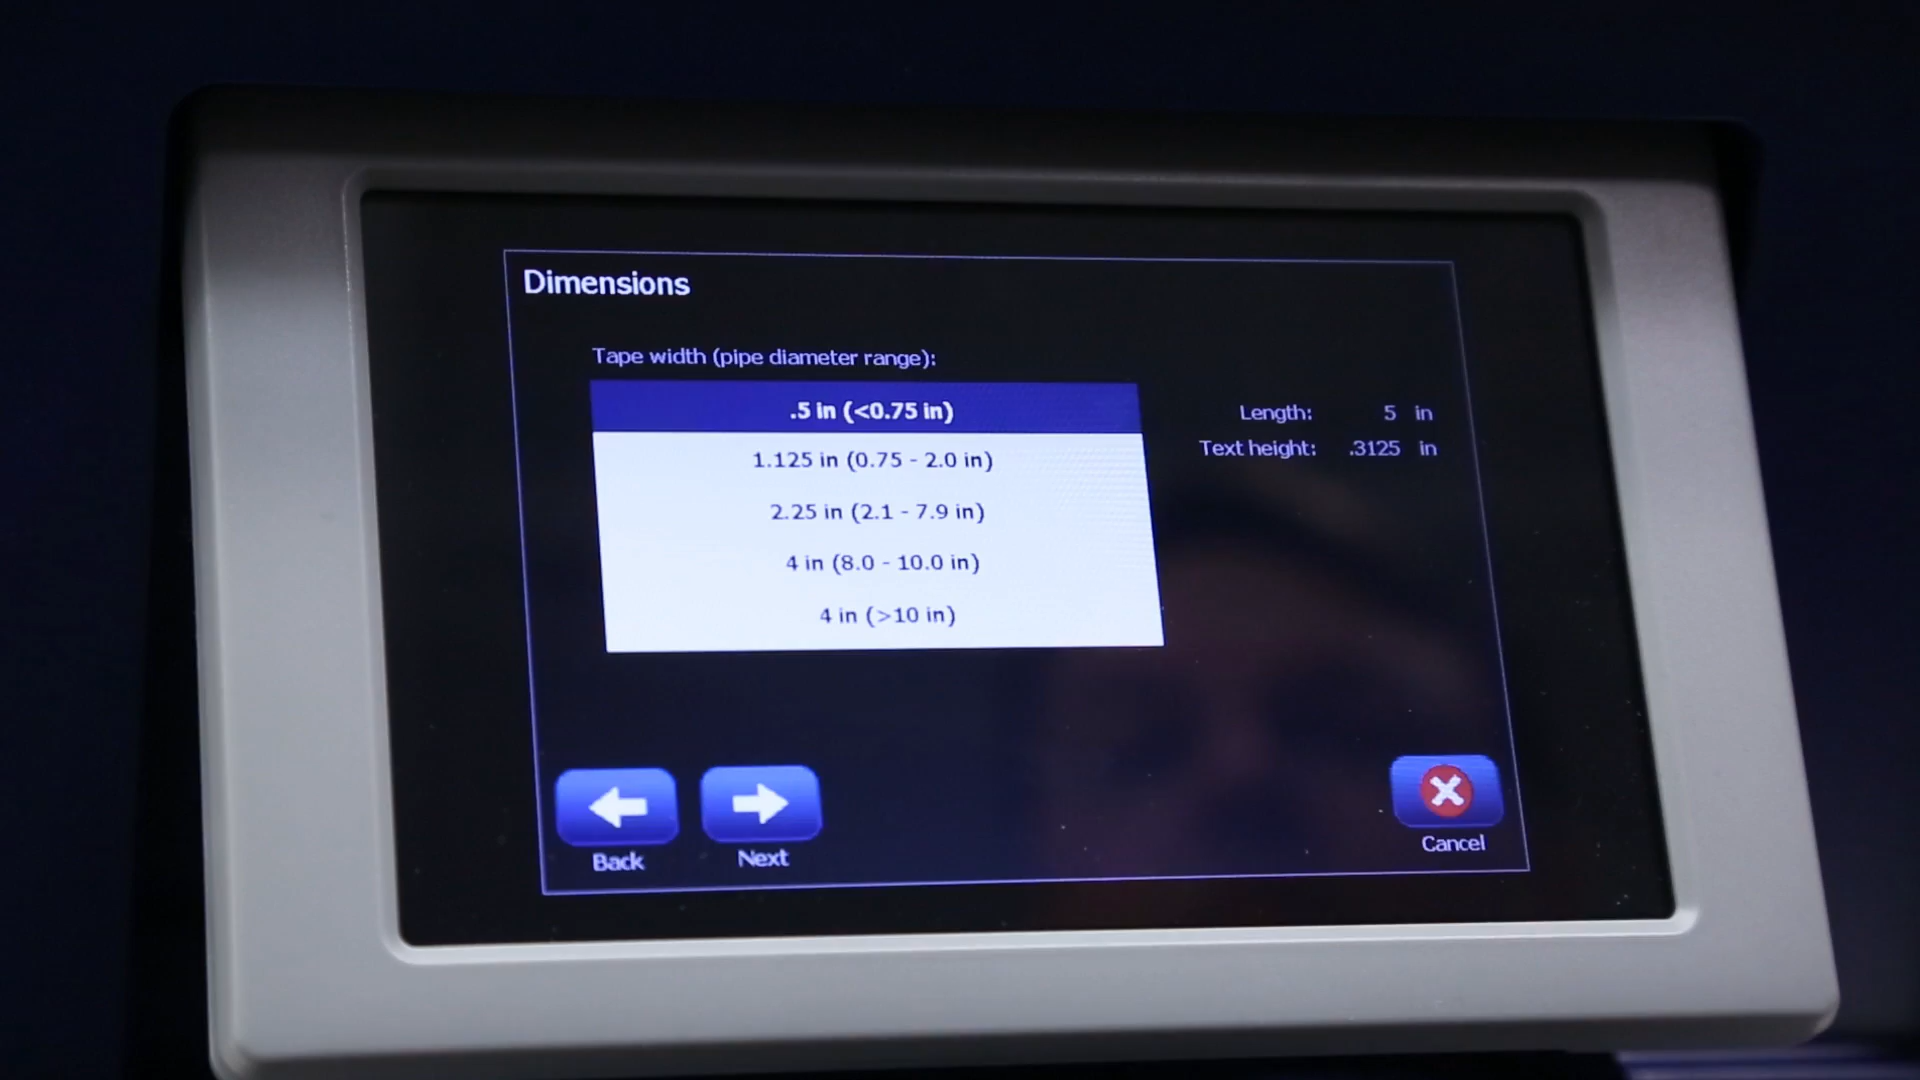 Dimensions
Tape width (pipe diameter range):
.5 in (<0.75 in)
1.125 in (0.75 - 2.0 in)
2.25 in (2.1 - 7.9 in)
4 in (8.0 - 10.0 in)
4 in (>10 in)
Length: 5 in
Text height: .3125 in
Back
Next
Cancel